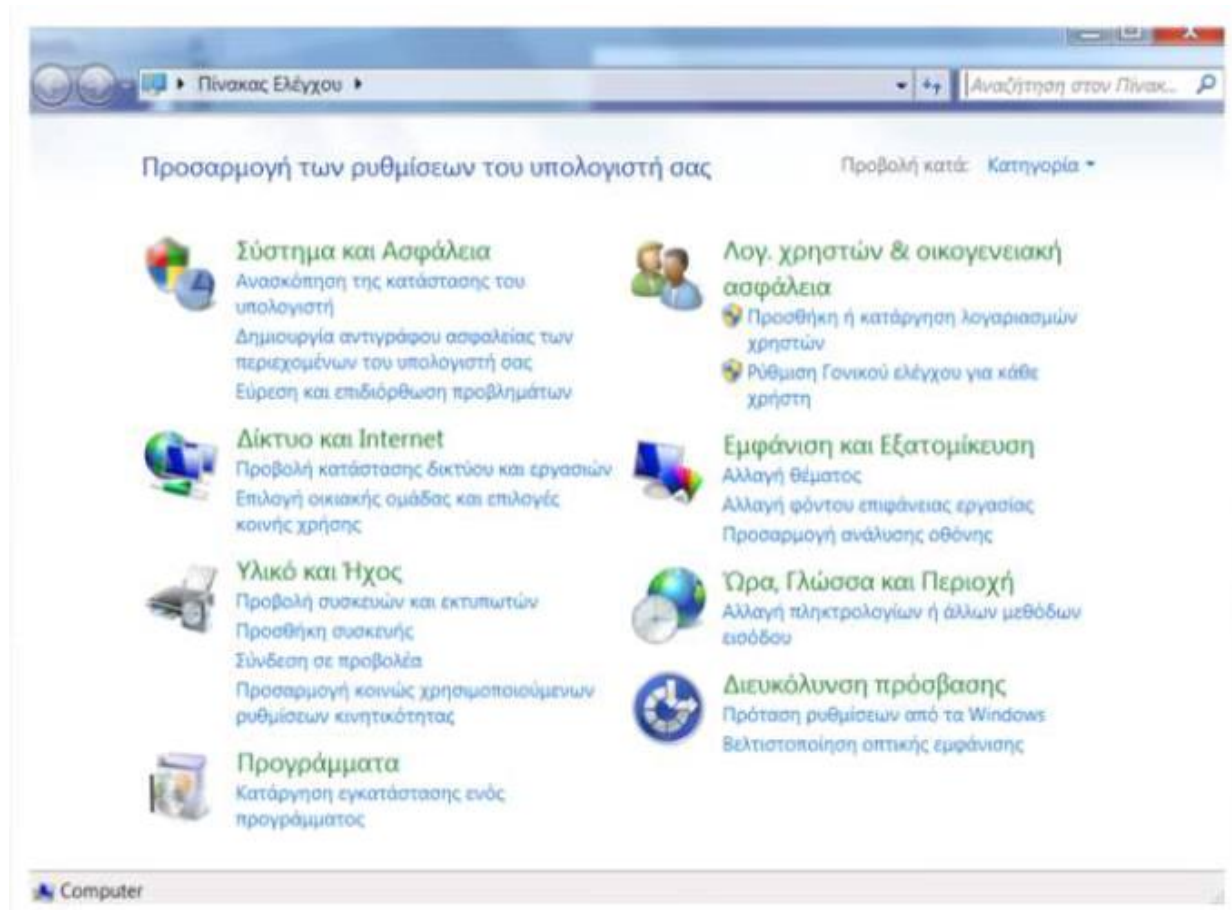 Πίνακας Ελέγχου
Αναζήτηση στον Πίνακ...
Προσαρμογή των ρυθμίσεων του υπολογιστή σας
Προβολή κατά: Κατηγορία
Σύστημα και Ασφάλεια
Ανασκόπηση της κατάστασης του
υπολογιστή
Δημιουργία αντιγράφου ασφαλείας των
περιεχομένων του υπολογιστή σας
Εύρεση και επιδιόρθωση προβλημάτων
Δίκτυο και Internet
Προβολή κατάστασης δικτύου και εργασιών
Επιλογή οικιακής ομάδας και επιλογές
κοινής χρήσης
Υλικό και Ήχος
Προβολή συσκευών και εκτυπωτών
Προσθήκη συσκευής
Σύνδεση σε προβολέα
Προσαρμογή κοινώς χρησιμοποιούμενων
ρυθμίσεων κινητικότητας
Προγράμματα
Κατάργηση εγκατάστασης ενός
προγράμματος
Λογ. χρηστών & οικογενειακή
ασφάλεια
Προσθήκη ή κατάργηση λογαριασμών
χρηστών
Ρύθμιση Γονικού ελέγχου για κάθε
χρήστη
Εμφάνιση και Εξατομίκευση
Αλλαγή θέματος
Αλλαγή φόντου επιφάνειας εργασίας
Προσαρμογή ανάλυσης οθόνης
Ώρα, Γλώσσα και Περιοχή
Αλλαγή πληκτρολογίων ή άλλων μεθόδων
εισόδου
Διευκόλυνση πρόσβασης
Πρόταση ρυθμίσεων από τα Windows
Βελτιστοποίηση οπτικής εμφάνισης
Computer